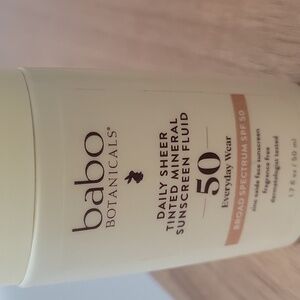 babo
BOTANICALS®
DAILY SHEER
TINTED MINERAL
SUNSCREEN FLUID
50
Everyday Wear
BROAD SPECTRUM SPF 50
zinc oxide face sunscreen
fragrance free
dermatologist tested
1.7 fl oz / 50 ml